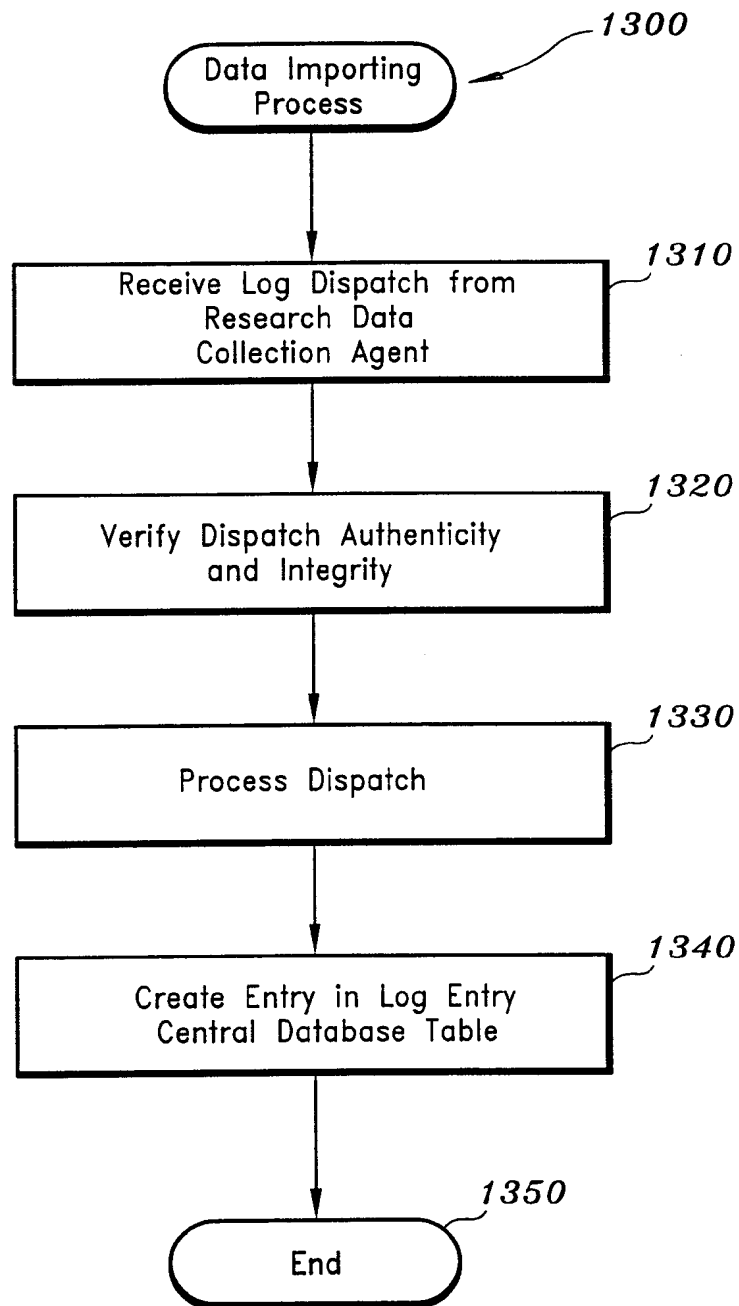 1300
Data Importing
Process
1310
Receive Log Dispatch from
Research Data
Collection Agent
1320
Verify Dispatch Authenticity
and Integrity
1330
Process Dispatch
1340
Create Entry in Log Entry
Central Database Table
1350
End